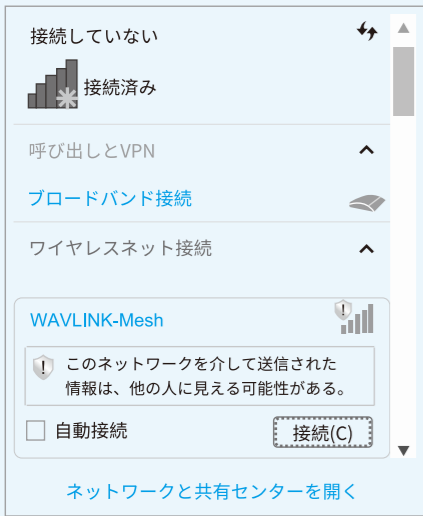 接続していない
接続済み
呼び出しとVPN
ブロードバンド接続
ワイヤレスネット接続
WAVLINK-Mesh
このネットワークを介して送信された
情報は、他の人に見える可能性がある。
自動接続
接続(C)
ネットワークと共有センターを開く